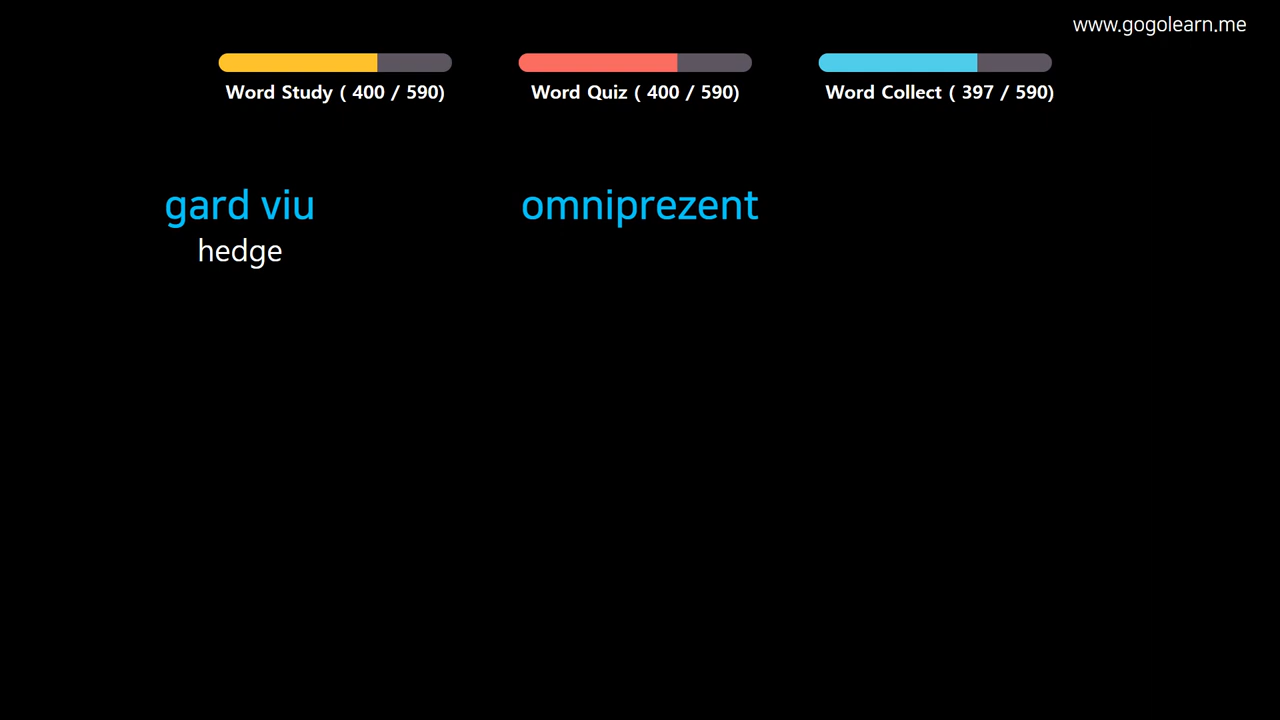 www.gogolearn.me
Word Study ( 400 / 590)
Word Quiz ( 400 / 590)
Word Collect ( 397 / 590)
gard viu
hedge
omniprezent